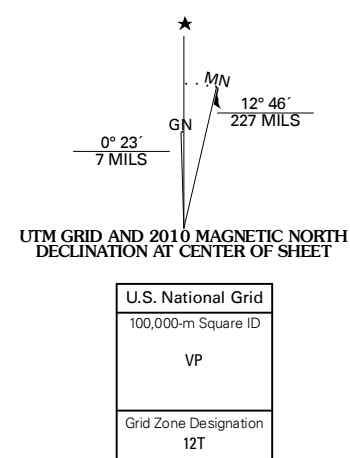 MN
12° 46´
227 MILS
GN
0° 23´
7 MILS
UTM GRID AND 2010 MAGNETIC NORTH
DECLINATION AT CENTER OF SHEET
U.S. National Grid
100,000-m Square ID
VP
Grid Zone Designation
12T